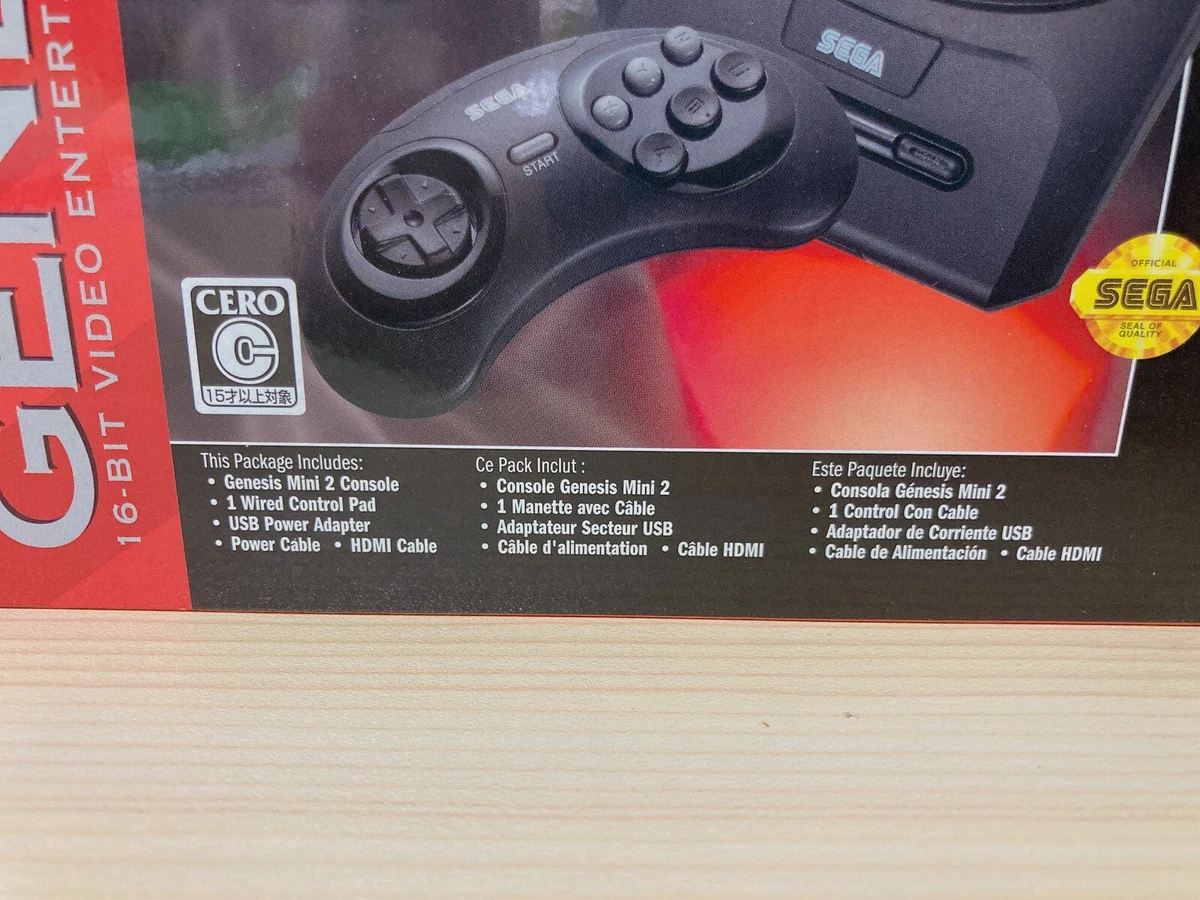 16-BIT VIDEO ENTERT
SEGA
START
SEGA
CERO
C
15才以上対象
OFFICIAL
SEGA
SEAL OF
QUALITY
This Package Includes:
• Genesis Mini 2 Console
• 1 Wired Control Pad
• USB Power Adapter
• Power Cable • HDMI Cable
Ce Pack Inclut :
• Console Genesis Mini 2
• 1 Manette avec Câble
• Adaptateur Secteur USB
• Câble d'alimentation • Câble HDMI
Este Paquete Incluye:
• Consola Génesis Mini 2
• 1 Control Con Cable
• Adaptador de Corriente USB
• Cable de Alimentación • Cable HDMI